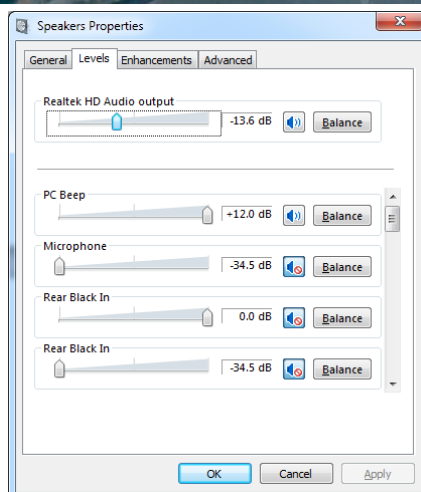 Speakers Properties
General Levels Enhancements Advanced
Realtek HD Audio output
-13.6 dB Balance
PC Beep
+12.0 dB Balance
Microphone
-34.5 dB Balance
Rear Black In
0.0 dB Balance
Rear Black In
-34.5 dB Balance
OK Cancel Apply